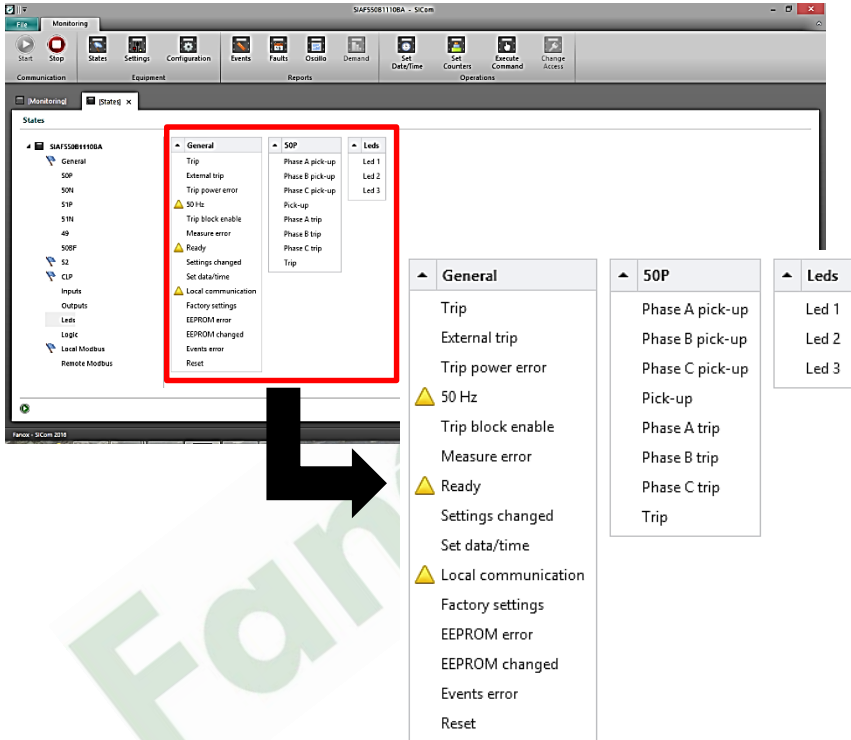 SIAF550B1110BA - SICom
File Monitoring
Start Stop States Settings Configuration Events Faults Oscillo Demand Set Date/Time Set Counters Execute Command Change Access
Communication Equipment Reports Operations
[Monitoring] [States] x
States
SIAF550B1110BA
General
50P
50N
51P
51N
49
50BF
52
CLP
Inputs
Outputs
Leds
Logic
Local Modbus
Remote Modbus
General
Trip
External trip
Trip power error
50 Hz
Trip block enable
Measure error
Ready
Settings changed
Set data/time
Local communication
Factory settings
EEPROM error
EEPROM changed
Events error
Reset
50P
Phase A pick-up
Phase B pick-up
Phase C pick-up
Pick-up
Phase A trip
Phase B trip
Phase C trip
Trip
Leds
Led 1
Led 2
Led 3
Fanox - SICom 2016
General
Trip
External trip
Trip power error
50 Hz
Trip block enable
Measure error
Ready
Settings changed
Set data/time
Local communication
Factory settings
EEPROM error
EEPROM changed
Events error
Reset
50P
Phase A pick-up
Phase B pick-up
Phase C pick-up
Pick-up
Phase A trip
Phase B trip
Phase C trip
Trip
Leds
Led 1
Led 2
Led 3